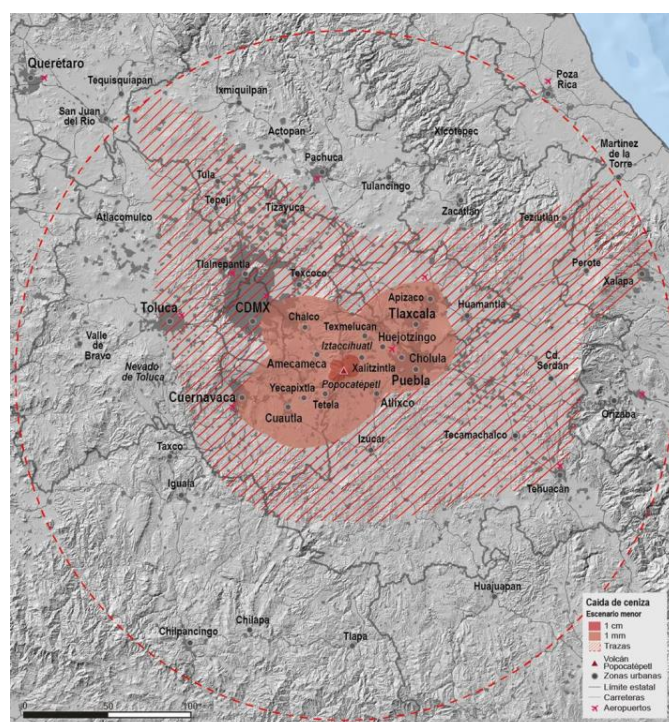 Querétaro
Tequisquiapan
San Juan
del Río
Ixmiquilpan
Poza
Rica
Actopan
Xicotepec
Pachuca
Martínez
de la Torre
Tula
Tulancingo
Tepeji
Tizayuca
Zacatlán
Atlacomulco
Teziutlán
Tlalnepantla
Texcoco
Perote
Xalapa
Apizaco
Toluca
CDMX
Chalco
Tlaxcala
Huamantla
Texmelucan
Valle
de Bravo
Iztaccíhuatl
Huejotzingo
Nevado
de Toluca
Amecameca
Xalitzintla
Cholula
Cd.
Serdán
Popocatépetl
Puebla
Cuernavaca
Yecapixtla
Tetela
Atlixco
Orizaba
Cuautla
Tecamachalco
Taxco
Izúcar
Iguala
Tehuacán
Huajuapan
Chilapa
Chilpancingo
Tlapa
Caída de ceniza
Escenario menor
1 cm
1 mm
Trazas
Volcán
Popocatépetl
Zonas urbanas
Límite estatal
Carreteras
Aeropuertos
0 50 100